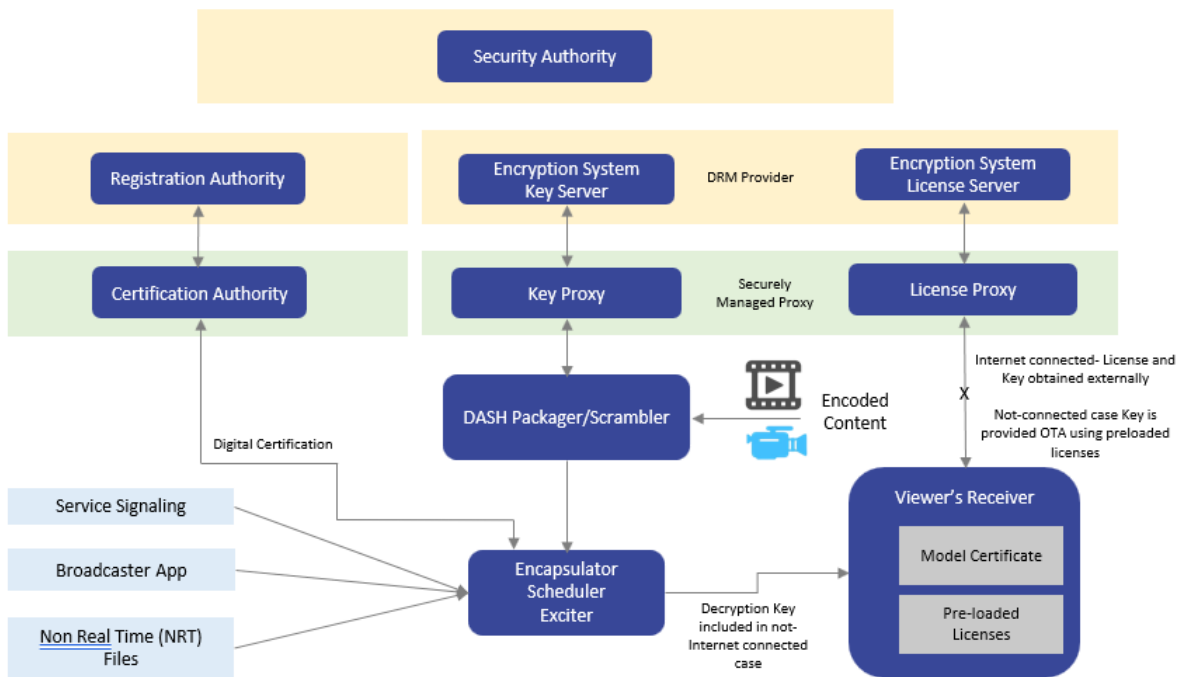 Security Authority
Registration Authority
Encryption System
Key Server
DRM Provider
Encryption System
License Server
Certification Authority
Key Proxy
Securely
Managed Proxy
License Proxy
Internet connected- License and
Key obtained externally
X
Not-connected case Key is
provided OTA using preloaded
licenses
DASH Packager/Scrambler
Encoded
Content
Digital Certification
Service Signaling
Broadcaster App
Non Real Time (NRT)
Files
Encapsulator
Scheduler
Exciter
Decryption Key
included in not-
Internet connected
case
Viewer's Receiver
Model Certificate
Pre-loaded
Licenses